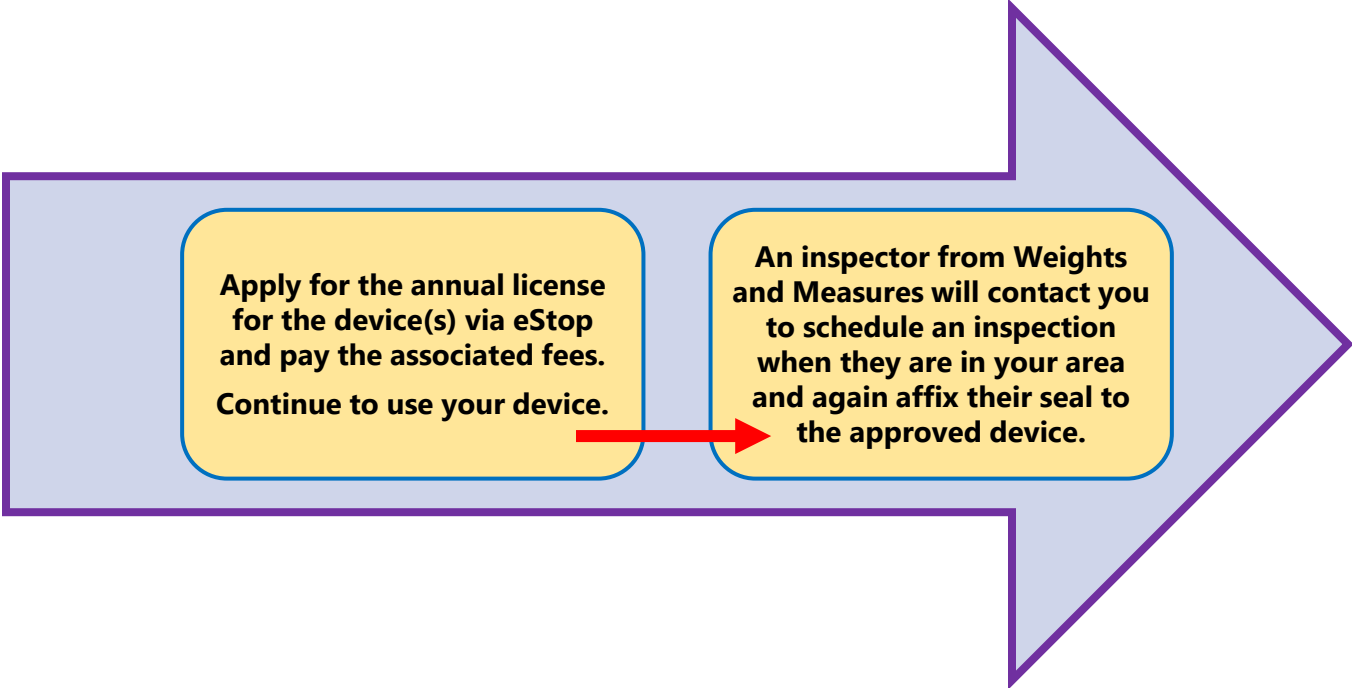 Apply for the annual license
for the device(s) via eStop
and pay the associated fees.
Continue to use your device.
An inspector from Weights
and Measures will contact you
to schedule an inspection
when they are in your area
and again affix their seal to
the approved device.